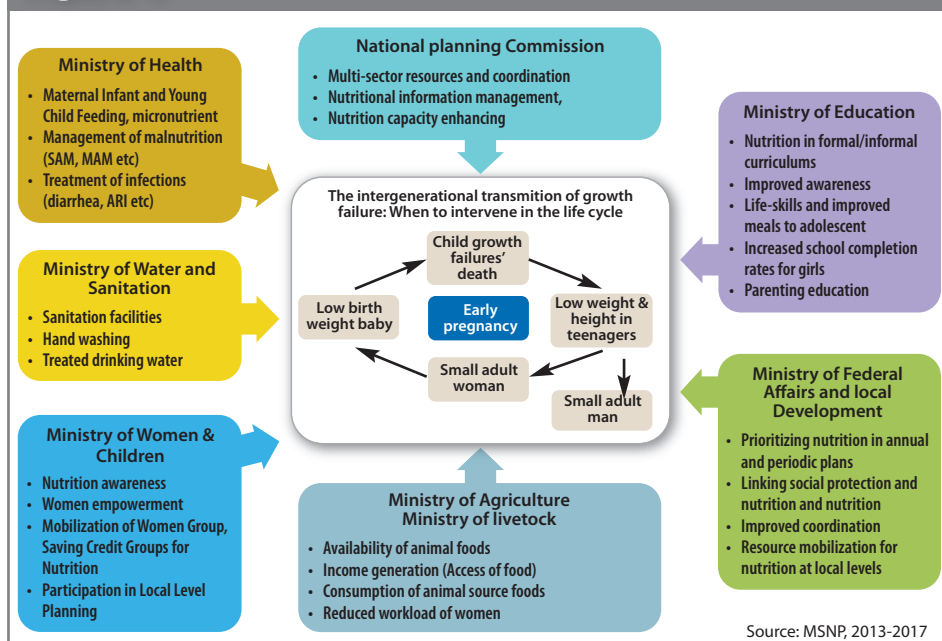 National planning Commission
• Multi-sector resources and coordination
• Nutritional information management,
• Nutrition capacity enhancing
Ministry of Health
• Maternal Infant and Young
Child Feeding, micronutrient
• Management of malnutrition
(SAM, MAM etc)
• Treatment of infections
(diarrhea, ARI etc)
Ministry of Education
• Nutrition in formal/informal
curriculums
• Improved awareness
• Life-skills and improved
meals to adolescent
• Increased school completion
rates for girls
• Parenting education
The intergenerational transmition of growth
failure: When to intervene in the life cycle
Child growth
failures'
death
Low birth
weight baby
Early
pregnancy
Low weight &
height in
teenagers
Small adult
woman
Small adult
man
Ministry of Water and
Sanitation
• Sanitation facilities
• Hand washing
• Treated drinking water
Ministry of Federal
Affairs and local
Development
• Prioritizing nutrition in annual
and periodic plans
• Linking social protection and
nutrition and nutrition
• Improved coordination
• Resource mobilization for
nutrition at local levels
Ministry of Women &
Children
• Nutrition awareness
• Women empowerment
• Mobilization of Women Group,
Saving Credit Groups for
Nutrition
• Participation in Local Level
Planning
Ministry of Agriculture
Ministry of livetock
• Availability of animal foods
• Income generation (Access of food)
• Consumption of animal source foods
• Reduced workload of women
Source: MSNP, 2013-2017